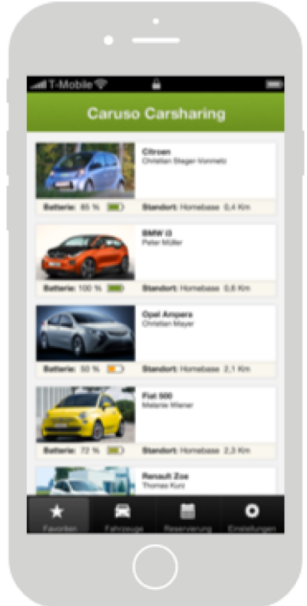 T-Mobile
Caruso Carsharing
Citroen
Christian Steger-Vonmetz
Batterie: 85 % Standort: Homebase 0,4 Km
BMW i3
Peter Müller
Batterie: 100 % Standort: Homebase 0,8 Km
Opel Ampera
Christian Mayer
Batterie: 50 % Standort: Homebase 2,1 Km
Fiat 500
Melanie Wiener
Batterie: 72 % Standort: Homebase 2,3 Km
Renault Zoe
Thomas Kurz
Favoriten Fahrzeuge Reservierung Einstellungen